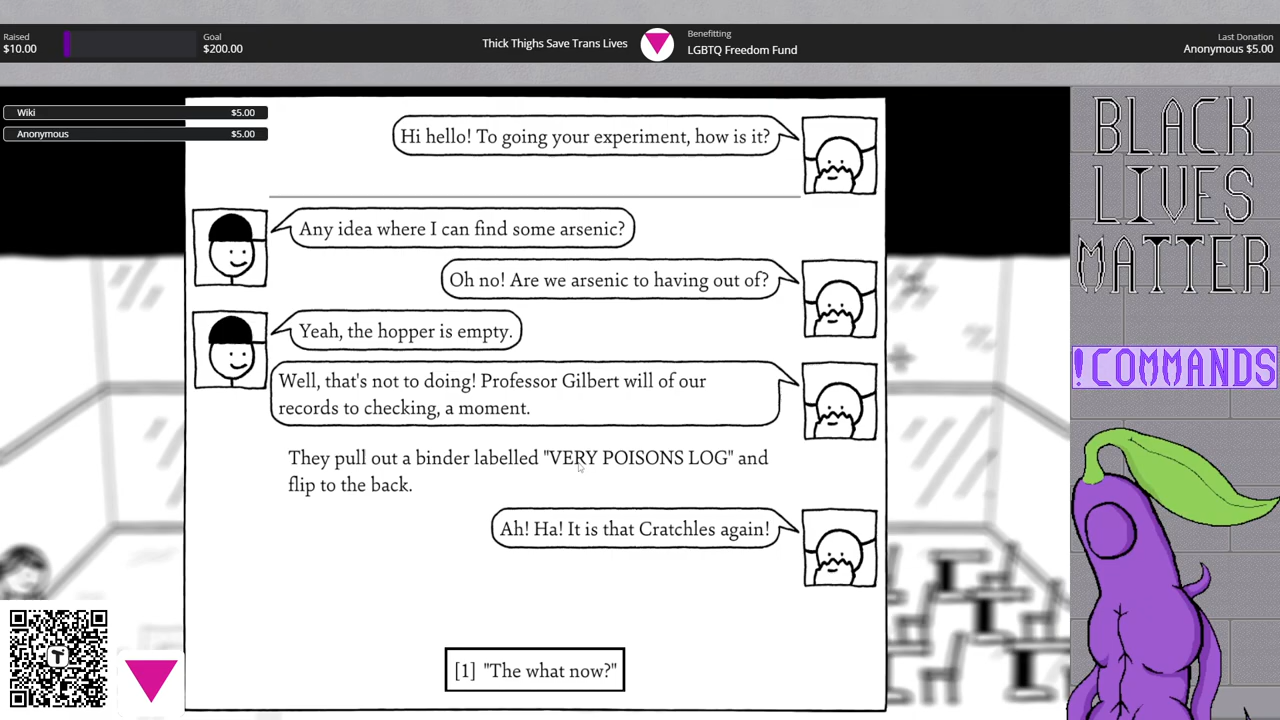 Raised
$10.00
Goal
$200.00
Thick Thighs Save Trans Lives
Benefitting
LGBTQ Freedom Fund
Last Donation
Anonymous $5.00
Wiki $5.00
Anonymous $5.00
Hi hello! To going your experiment, how is it?
Any idea where I can find some arsenic?
Oh no! Are we arsenic to having out of?
Yeah, the hopper is empty.
Well, that's not to doing! Professor Gilbert will of our
records to checking, a moment.
They pull out a binder labelled "VERY POISONS LOG" and
flip to the back.
Ah! Ha! It is that Cratchles again!
[1] "The what now?"
BLACK
LIVES
MATTER
!COMMANDS
T